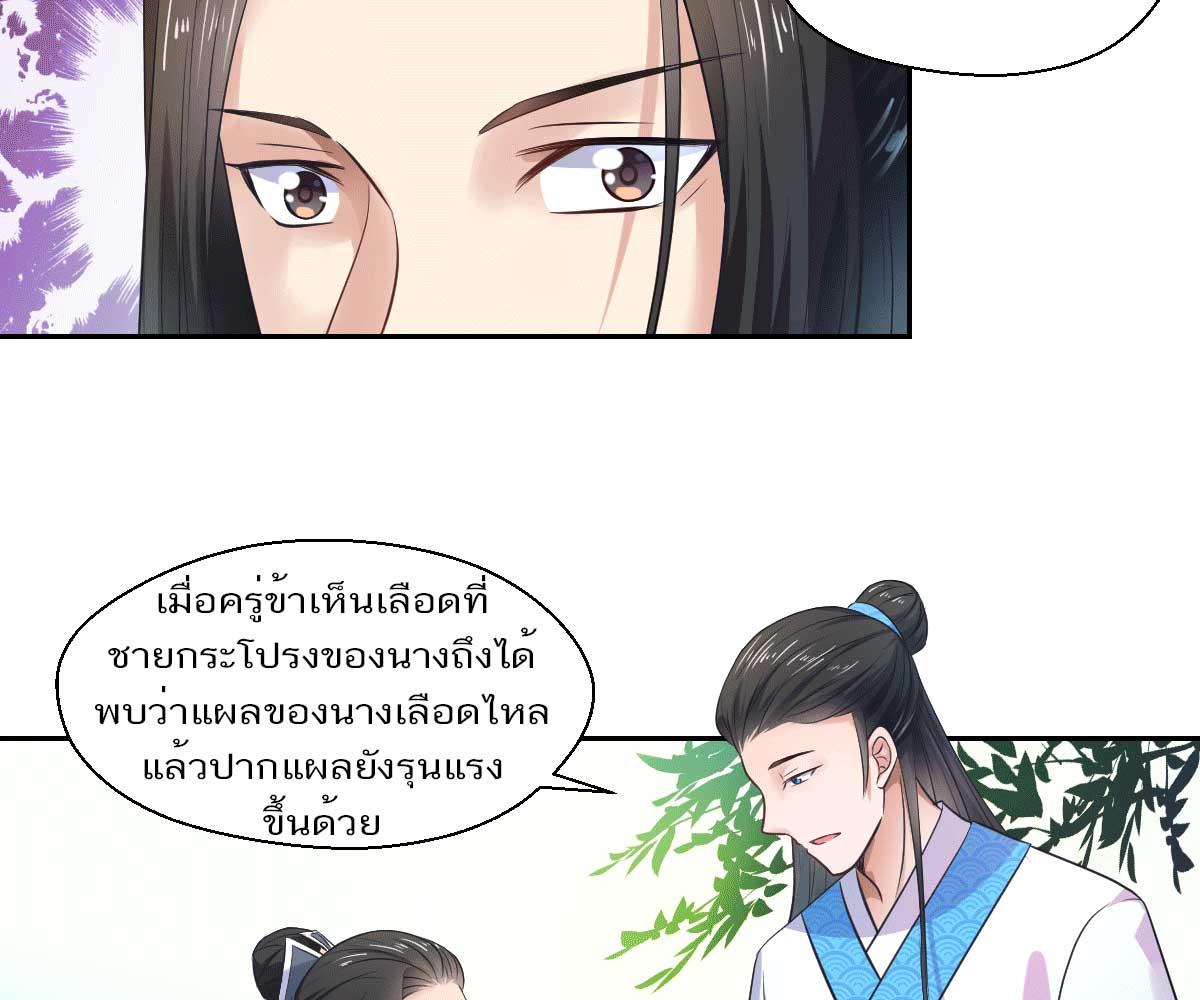 เมื่อครู่ข้าเห็นเลือดที่
ชายกระโปรงของนางถึงได้
พบว่าแผลของนางเลือดไหล
แล้วปากแผลยังรุนแรง
ขึ้นด้วย